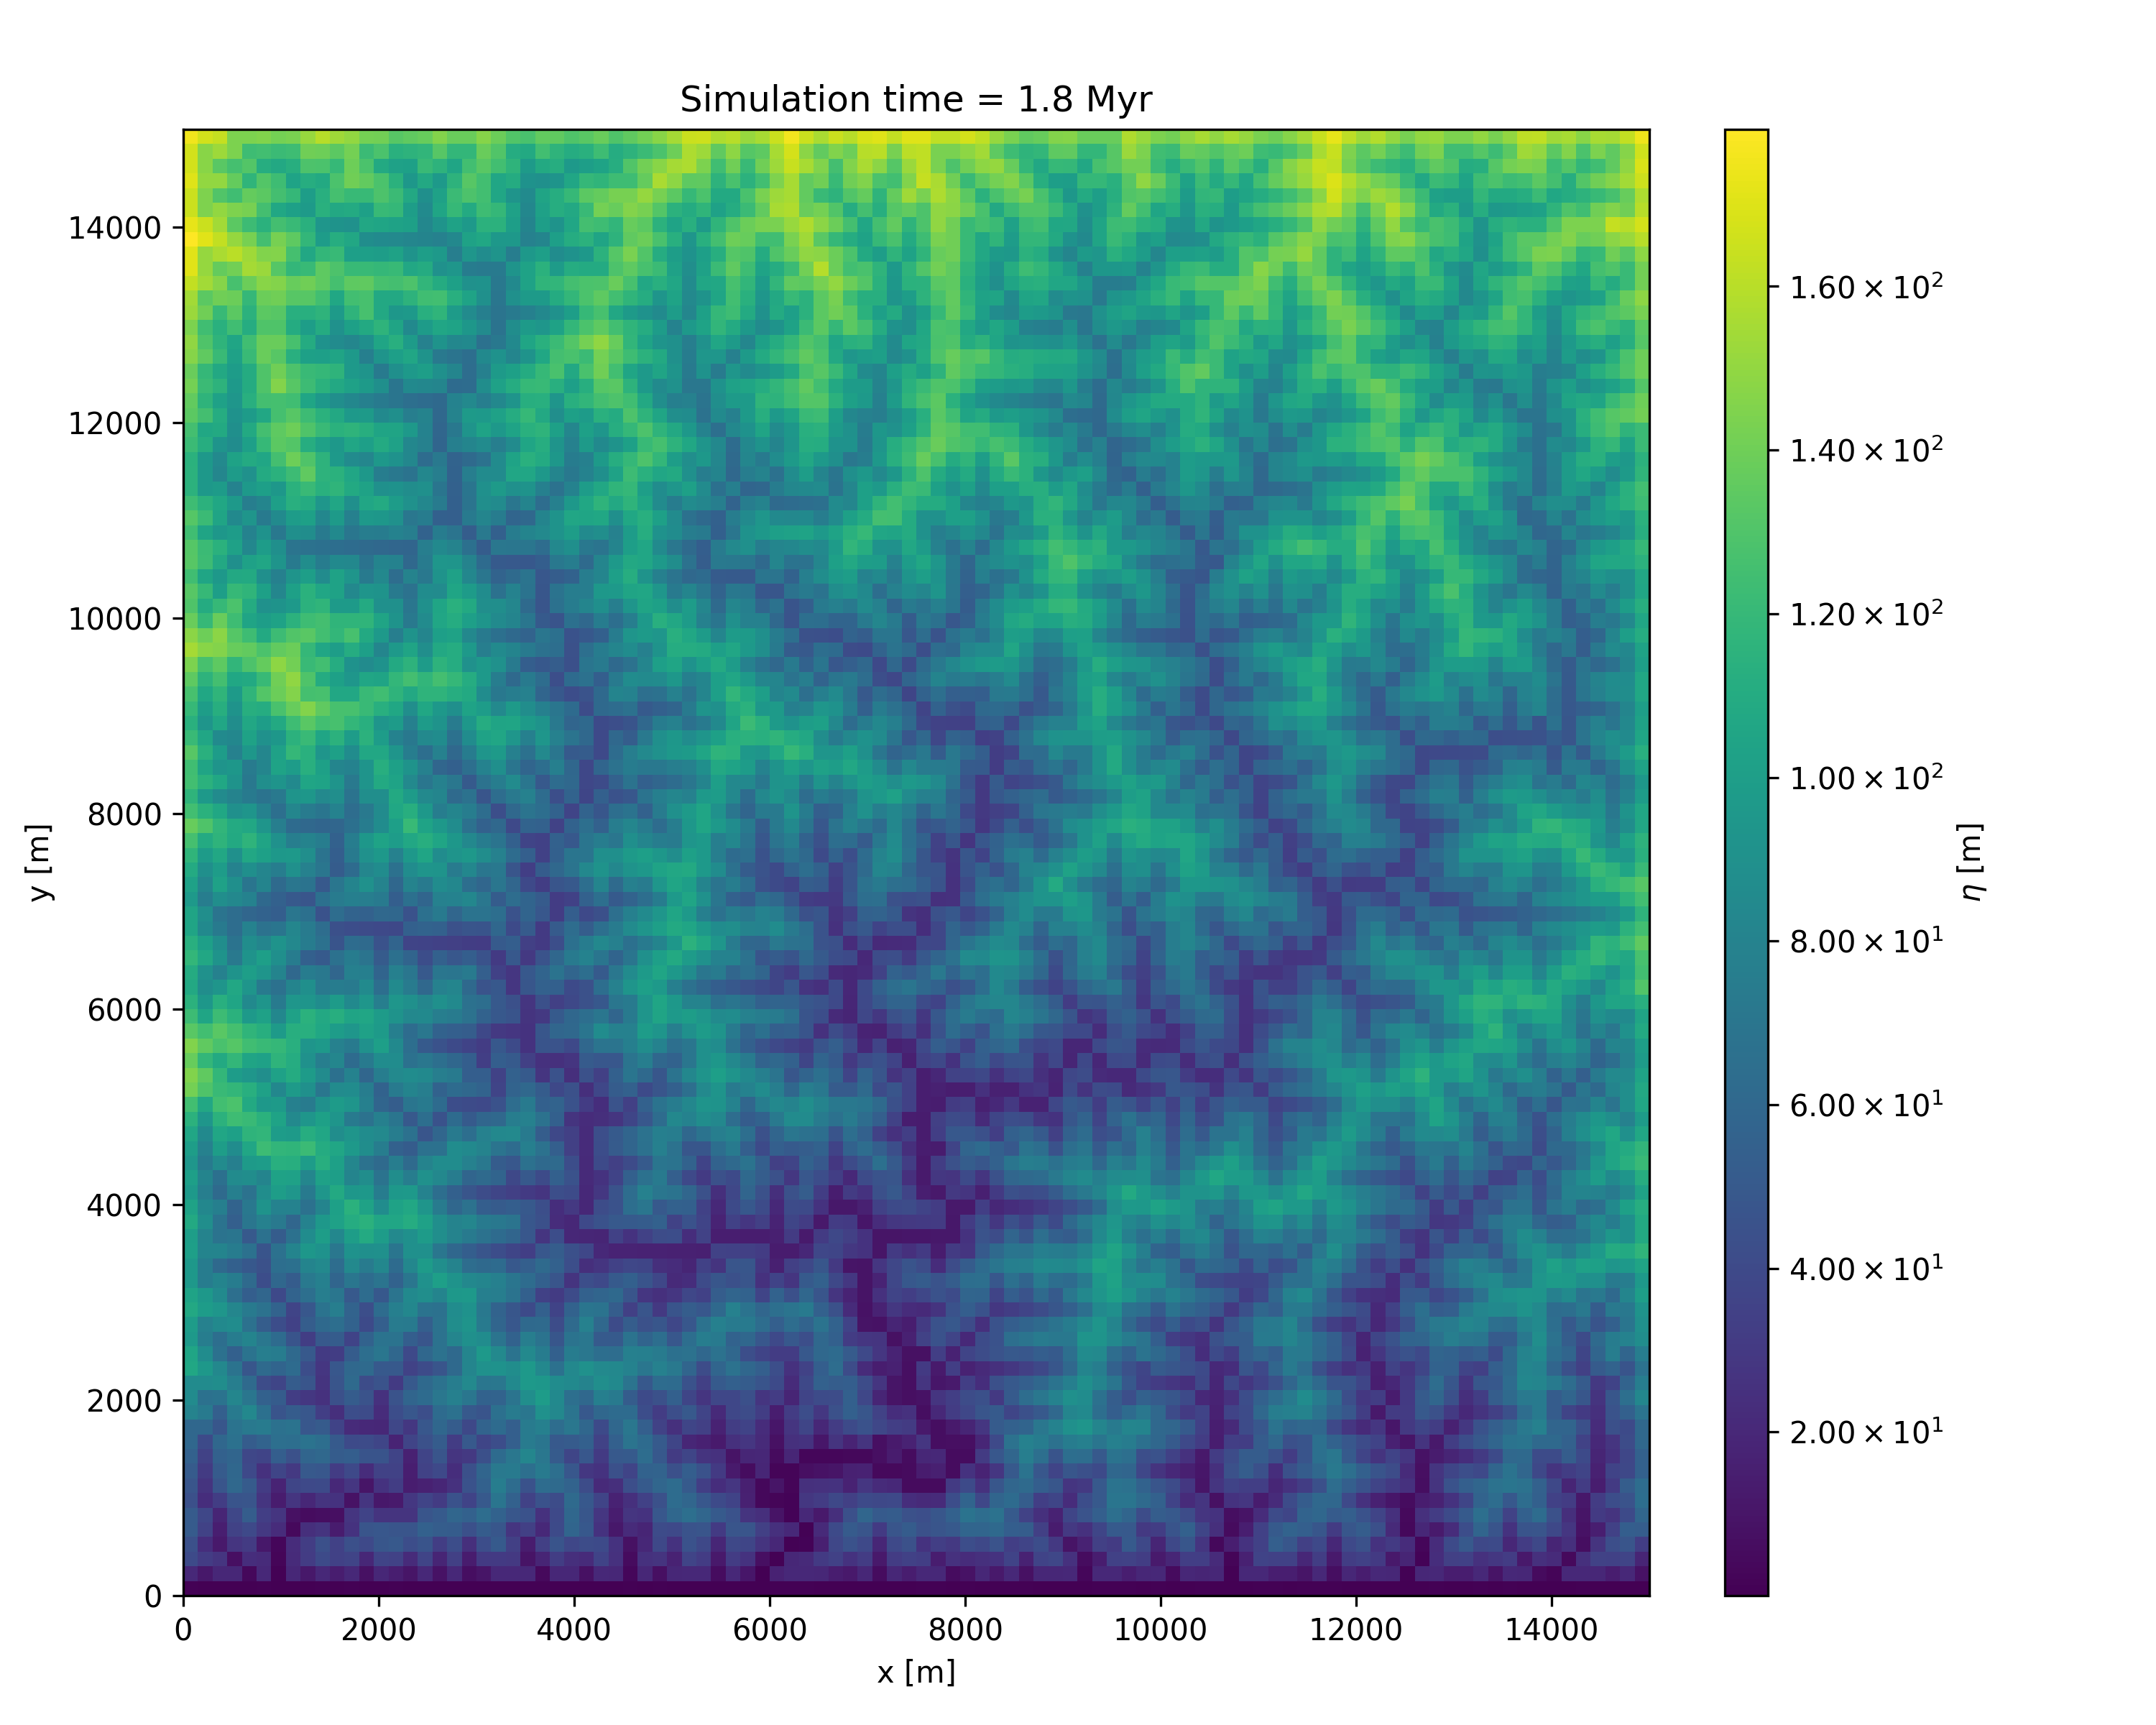 Simulation time = 1.8 Myr
14000
12000
10000
8000
6000
4000
2000
0
y [m]
0 2000 4000 6000 8000 10000 12000 14000
x [m]
1.60 × 10²
1.40 × 10²
1.20 × 10²
1.00 × 10²
8.00 × 10¹
6.00 × 10¹
4.00 × 10¹
2.00 × 10¹
η [m]